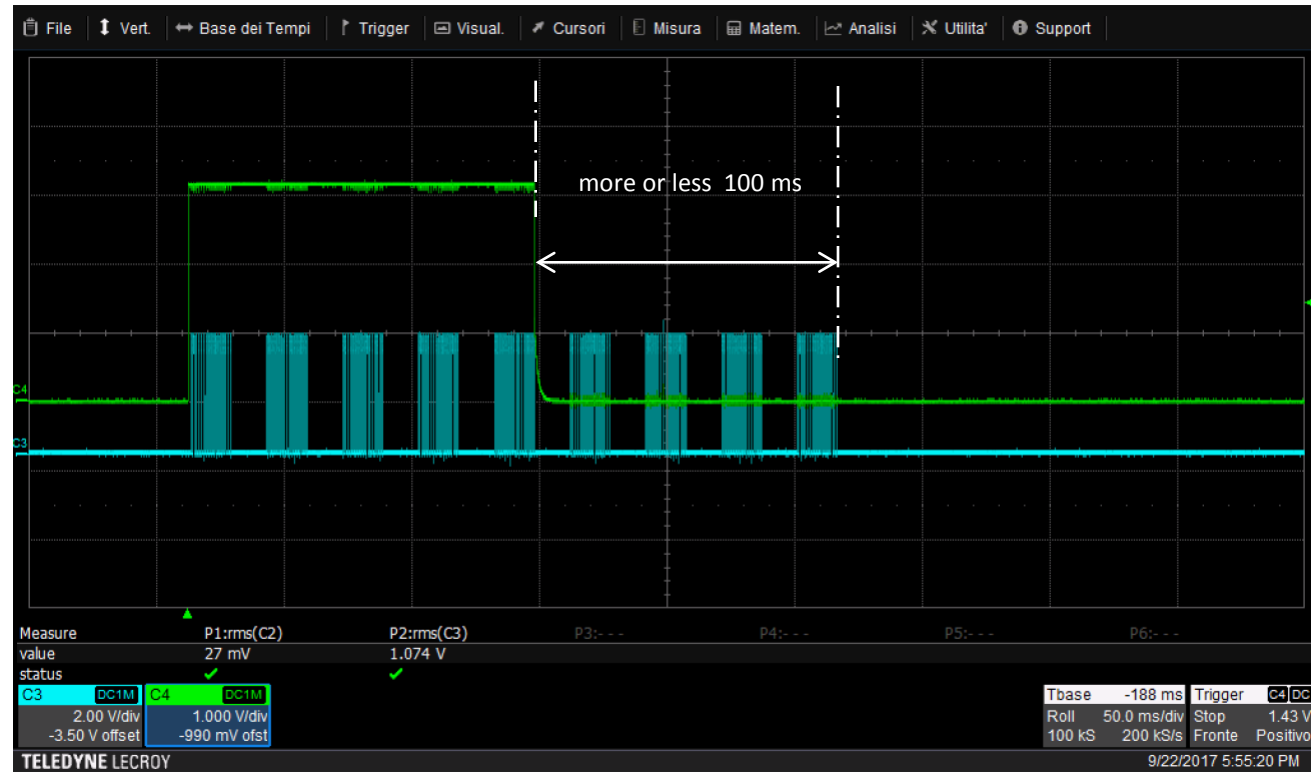 File Vert. Base dei Tempi Trigger Visual. Cursori Misura Matem. Analisi Utilita' Support
more or less 100 ms
C4
C3
Measure P1:rms(C2) P2:rms(C3) P3:- - - P4:- - - P5:- - - P6:- - -
value 27 mV 1.074 V
status
C3 DC1M C4 DC1M Tbase -188 ms Trigger C4 DC
2.00 V/div 1.000 V/div Roll 50.0 ms/div Stop 1.43 V
-3.50 V offset -990 mV ofst 100 kS 200 kS/s Fronte Positivo
TELEDYNE LECROY 9/22/2017 5:55:20 PM